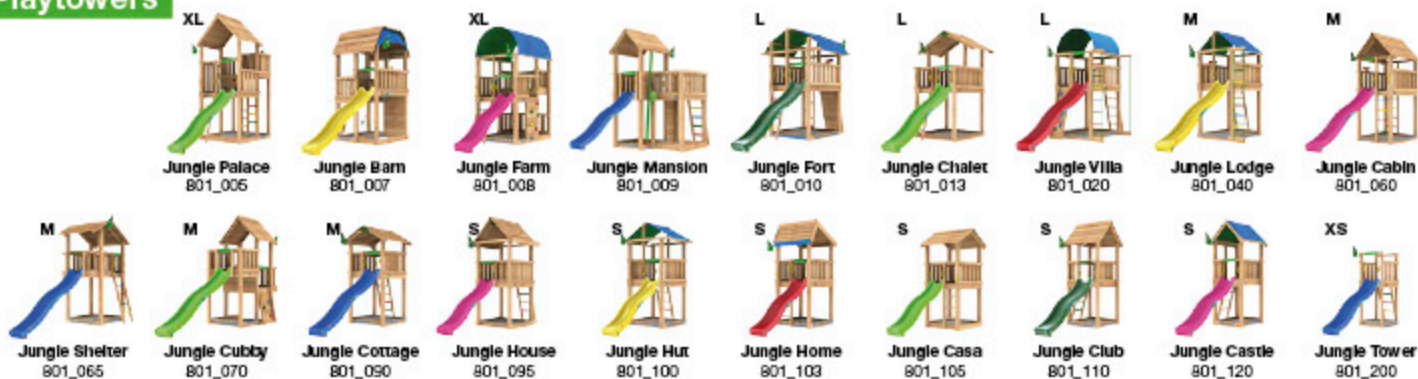 Playtowers
XL
Jungle Palace
801_005
Jungle Barn
801_007
XL
Jungle Farm
801_008
Jungle Mansion
801_009
L
Jungle Fort
801_010
L
Jungle Chalet
801_013
L
Jungle Villa
801_020
M
Jungle Lodge
801_040
M
Jungle Cabin
801_060
M
Jungle Shelter
801_065
M
Jungle Cubby
801_070
M
Jungle Cottage
801_090
S
Jungle House
801_095
S
Jungle Hut
801_100
S
Jungle Home
801_103
S
Jungle Casa
801_105
S
Jungle Club
801_110
S
Jungle Castle
801_120
XS
Jungle Tower
801_200